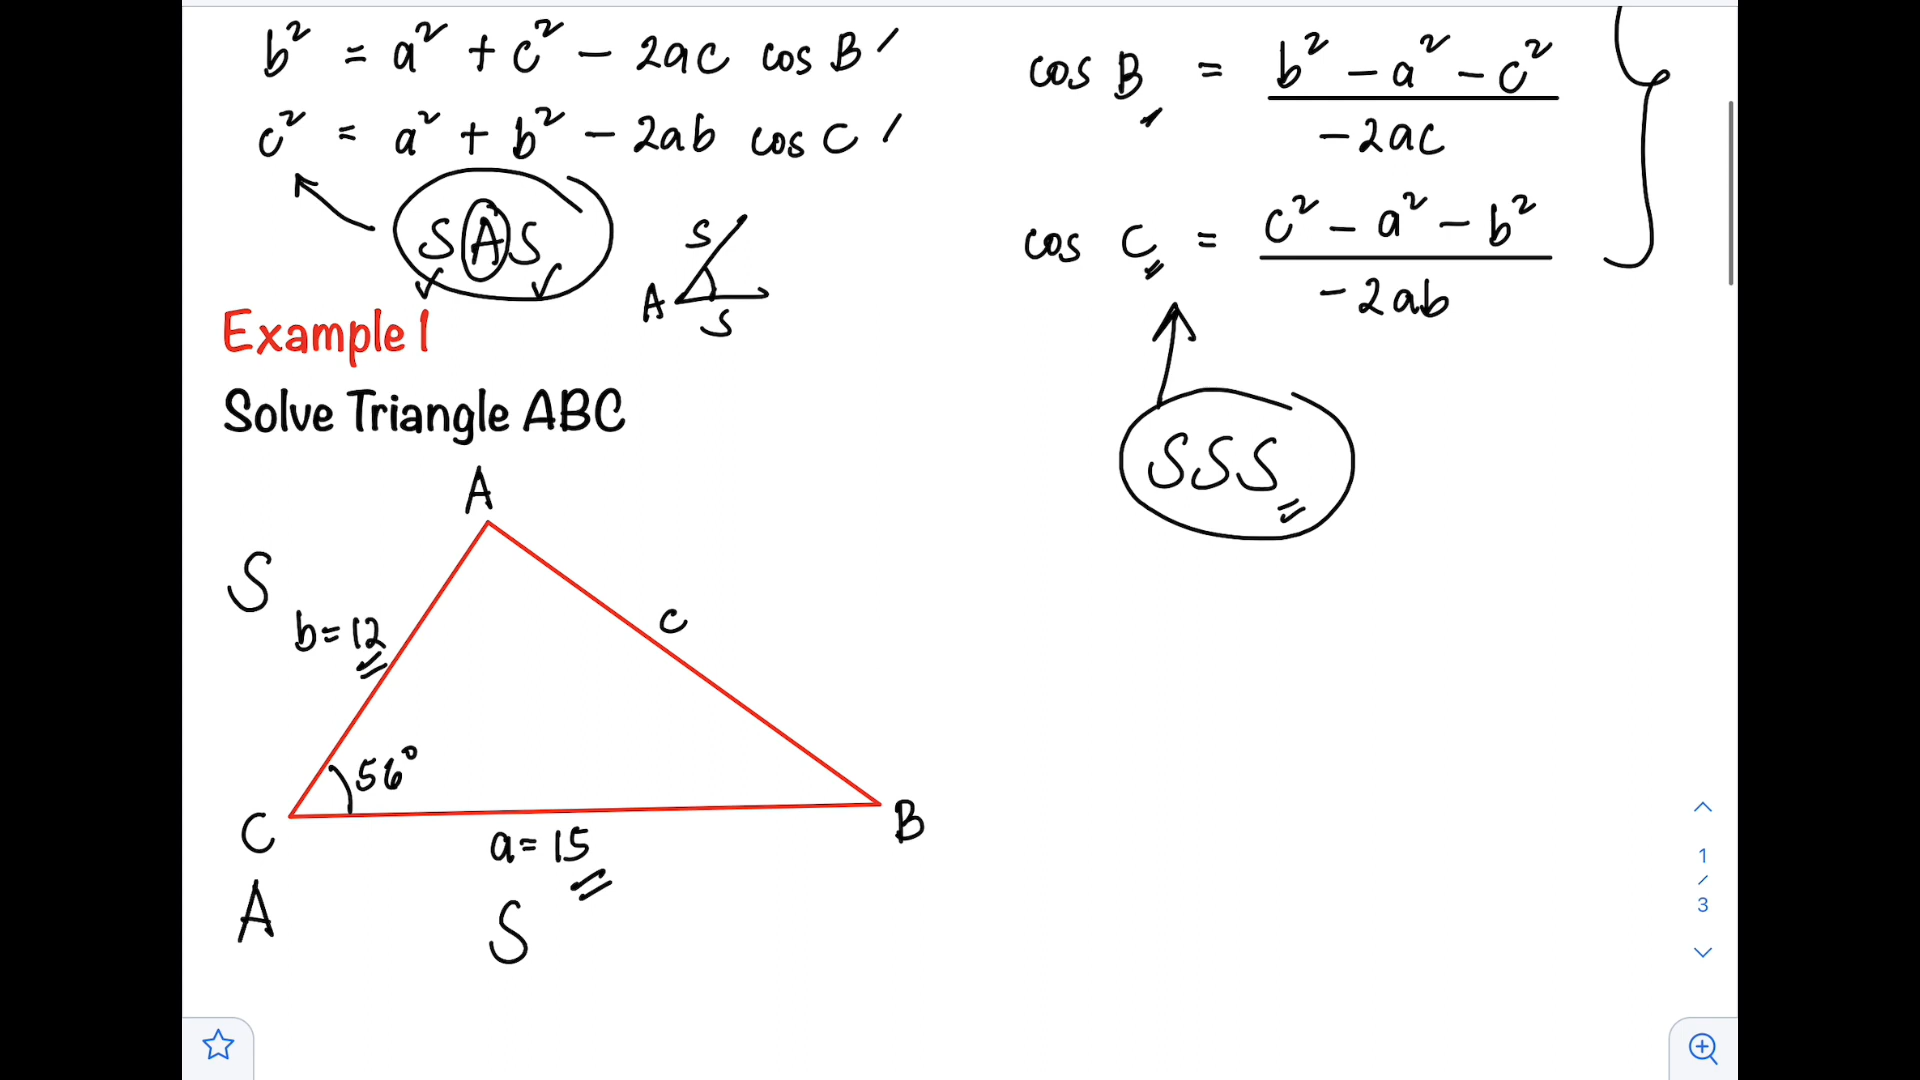 b² = a² + c² - 2ac cos B
c² = a² + b² - 2ab cos C
SAS
S
A
S
Example 1
Solve Triangle ABC
A
S
b=12
c
56°
C
a=15
B
A
S
cos B = b² - a² - c² / -2ac
cos C = c² - a² - b² / -2ab
SSS
1
/
3